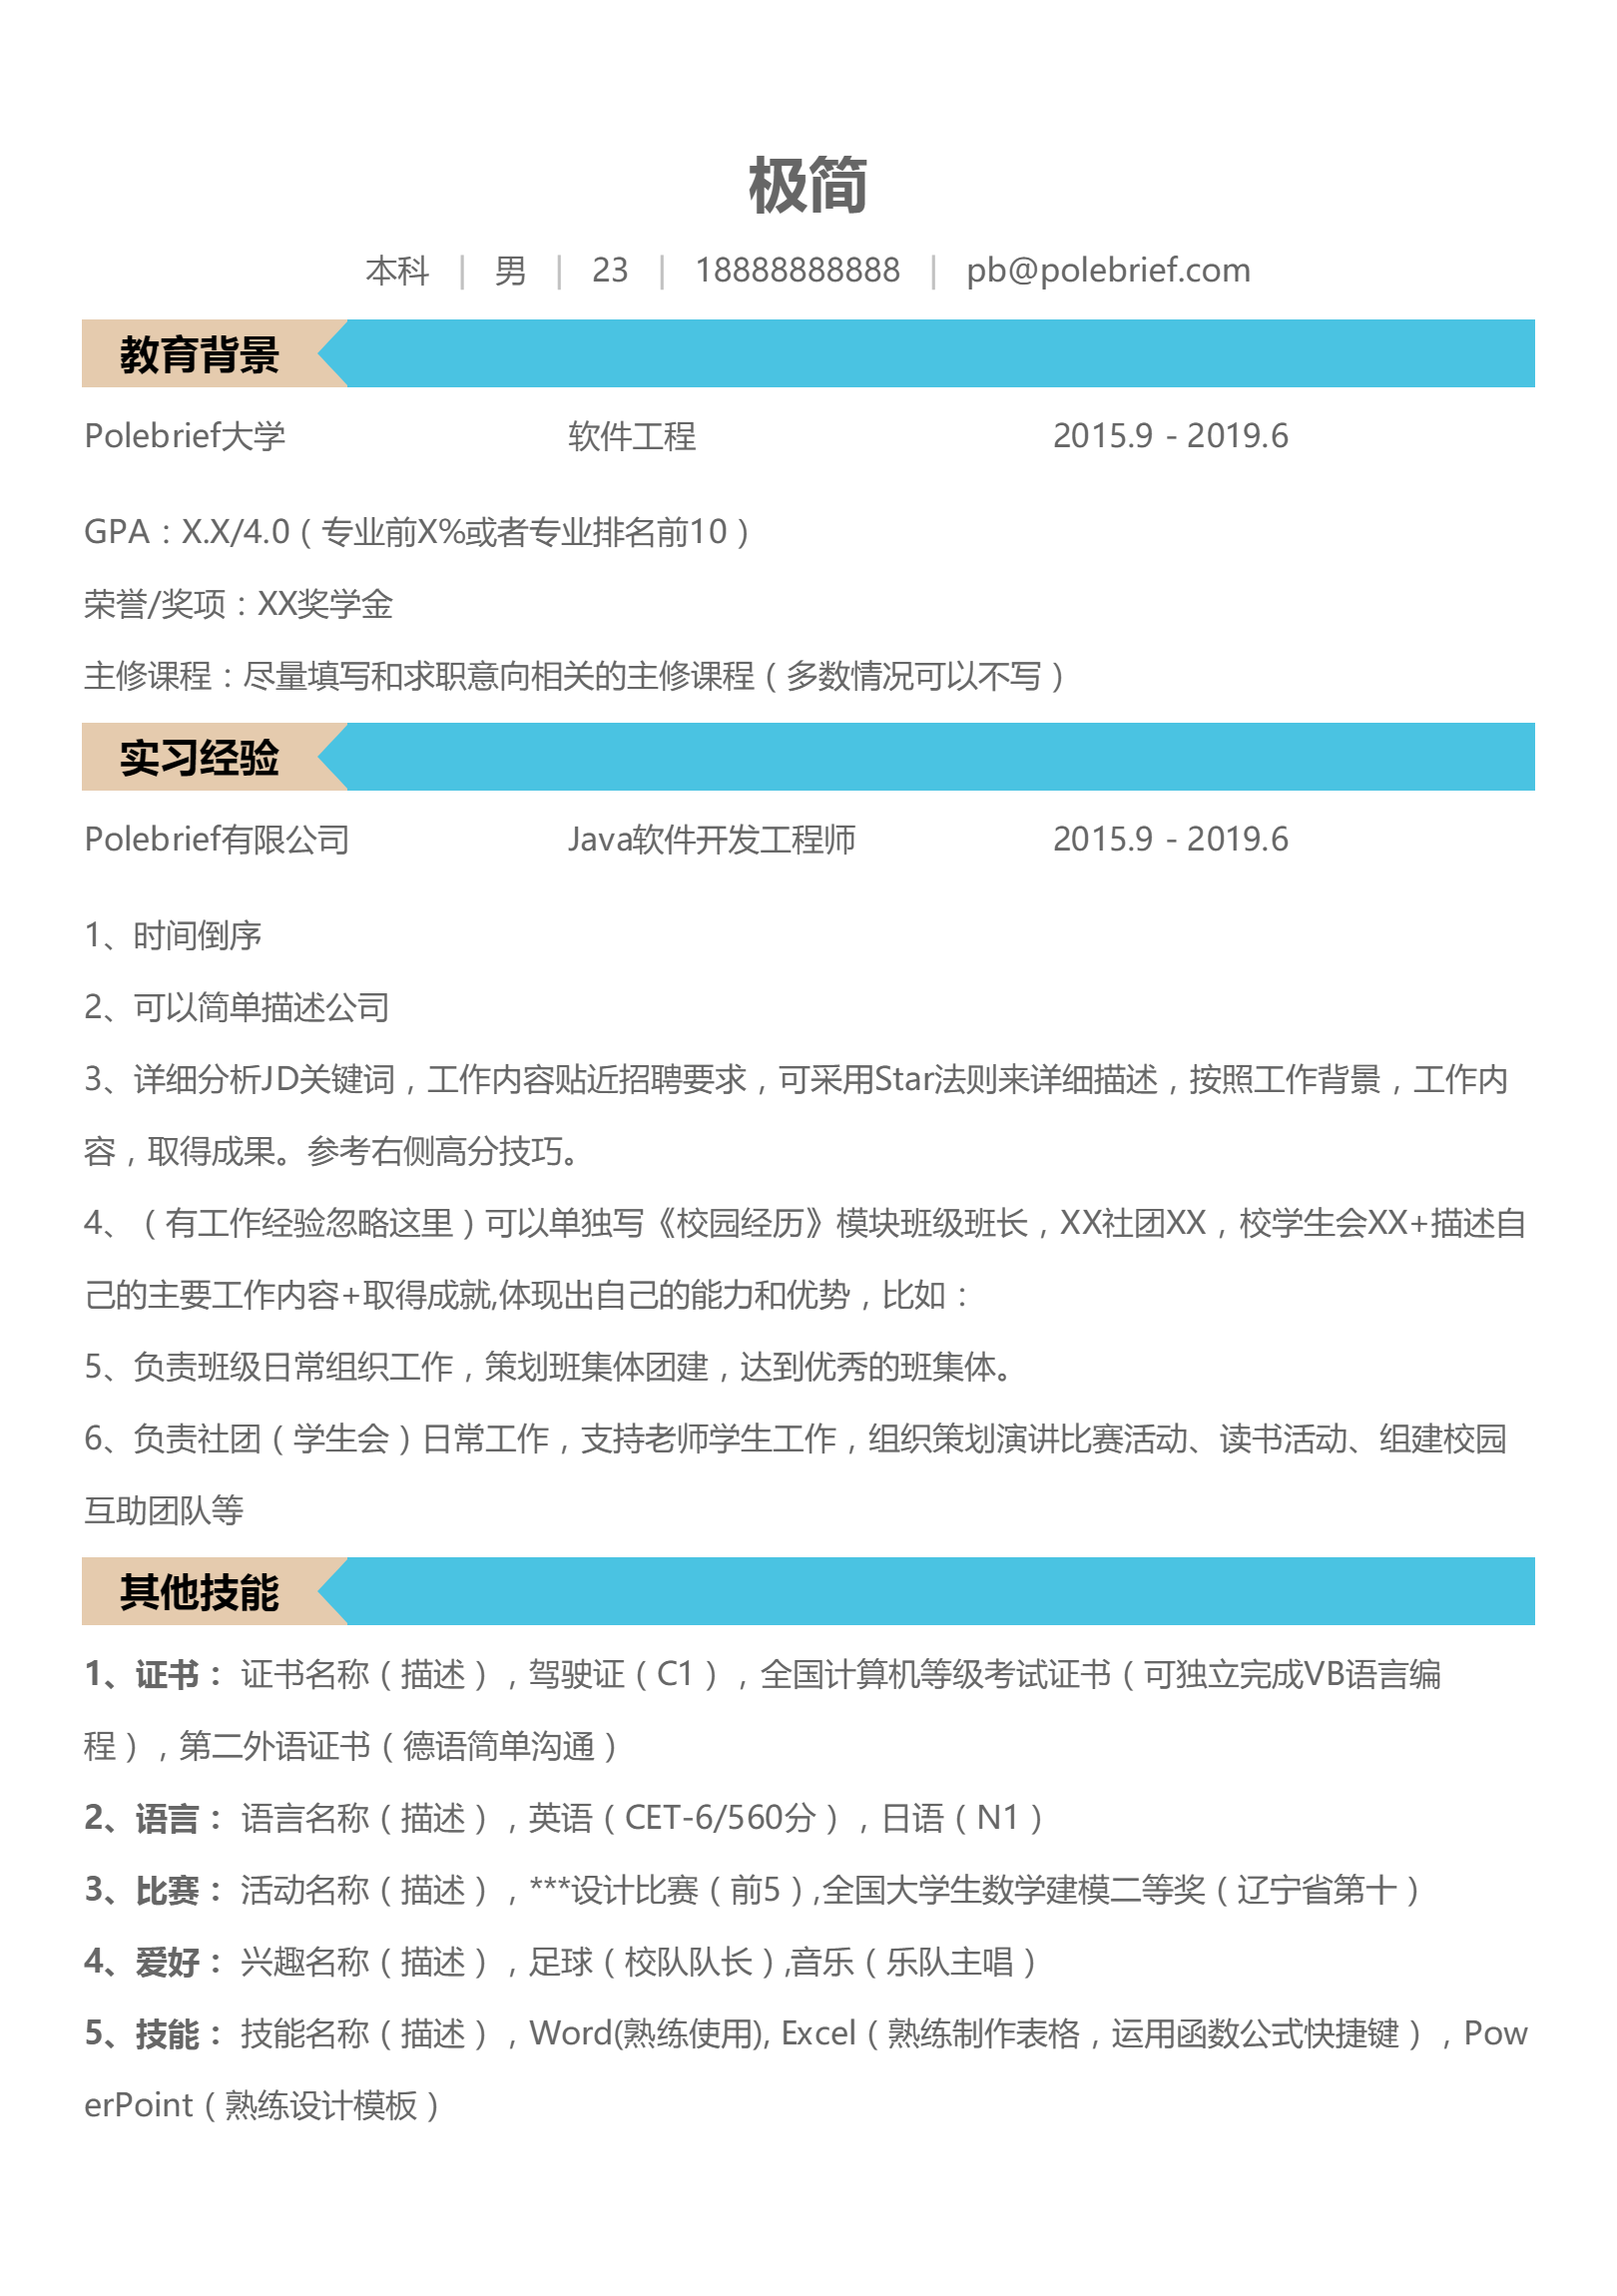 极简
本科 | 男 | 23 | 18888888888 | pb@polebrief.com
教育背景
Polebrief大学 软件工程 2015.9 - 2019.6
GPA：X.X/4.0（专业前X%或者专业排名前10）
荣誉/奖项：XX奖学金
主修课程：尽量填写和求职意向相关的主修课程（多数情况可以不写）
实习经验
Polebrief有限公司 Java软件开发工程师 2015.9 - 2019.6
1、时间倒序
2、可以简单描述公司
3、详细分析JD关键词，工作内容贴近招聘要求，可采用Star法则来详细描述，按照工作背景，工作内
容，取得成果。参考右侧高分技巧。
4、（有工作经验忽略这里）可以单独写《校园经历》模块班级班长，XX社团XX，校学生会XX+描述自
己的主要工作内容+取得成就,体现出自己的能力和优势，比如：
5、负责班级日常组织工作，策划班集体团建，达到优秀的班集体。
6、负责社团（学生会）日常工作，支持老师学生工作，组织策划演讲比赛活动、读书活动、组建校园
互助团队等
其他技能
1、证书： 证书名称（描述），驾驶证（C1），全国计算机等级考试证书（可独立完成VB语言编
程），第二外语证书（德语简单沟通）
2、语言： 语言名称（描述），英语（CET-6/560分），日语（N1）
3、比赛： 活动名称（描述），***设计比赛（前5）,全国大学生数学建模二等奖（辽宁省第十）
4、爱好： 兴趣名称（描述），足球（校队队长）,音乐（乐队主唱）
5、技能： 技能名称（描述），Word(熟练使用), Excel（熟练制作表格，运用函数公式快捷键），Pow
erPoint（熟练设计模板）